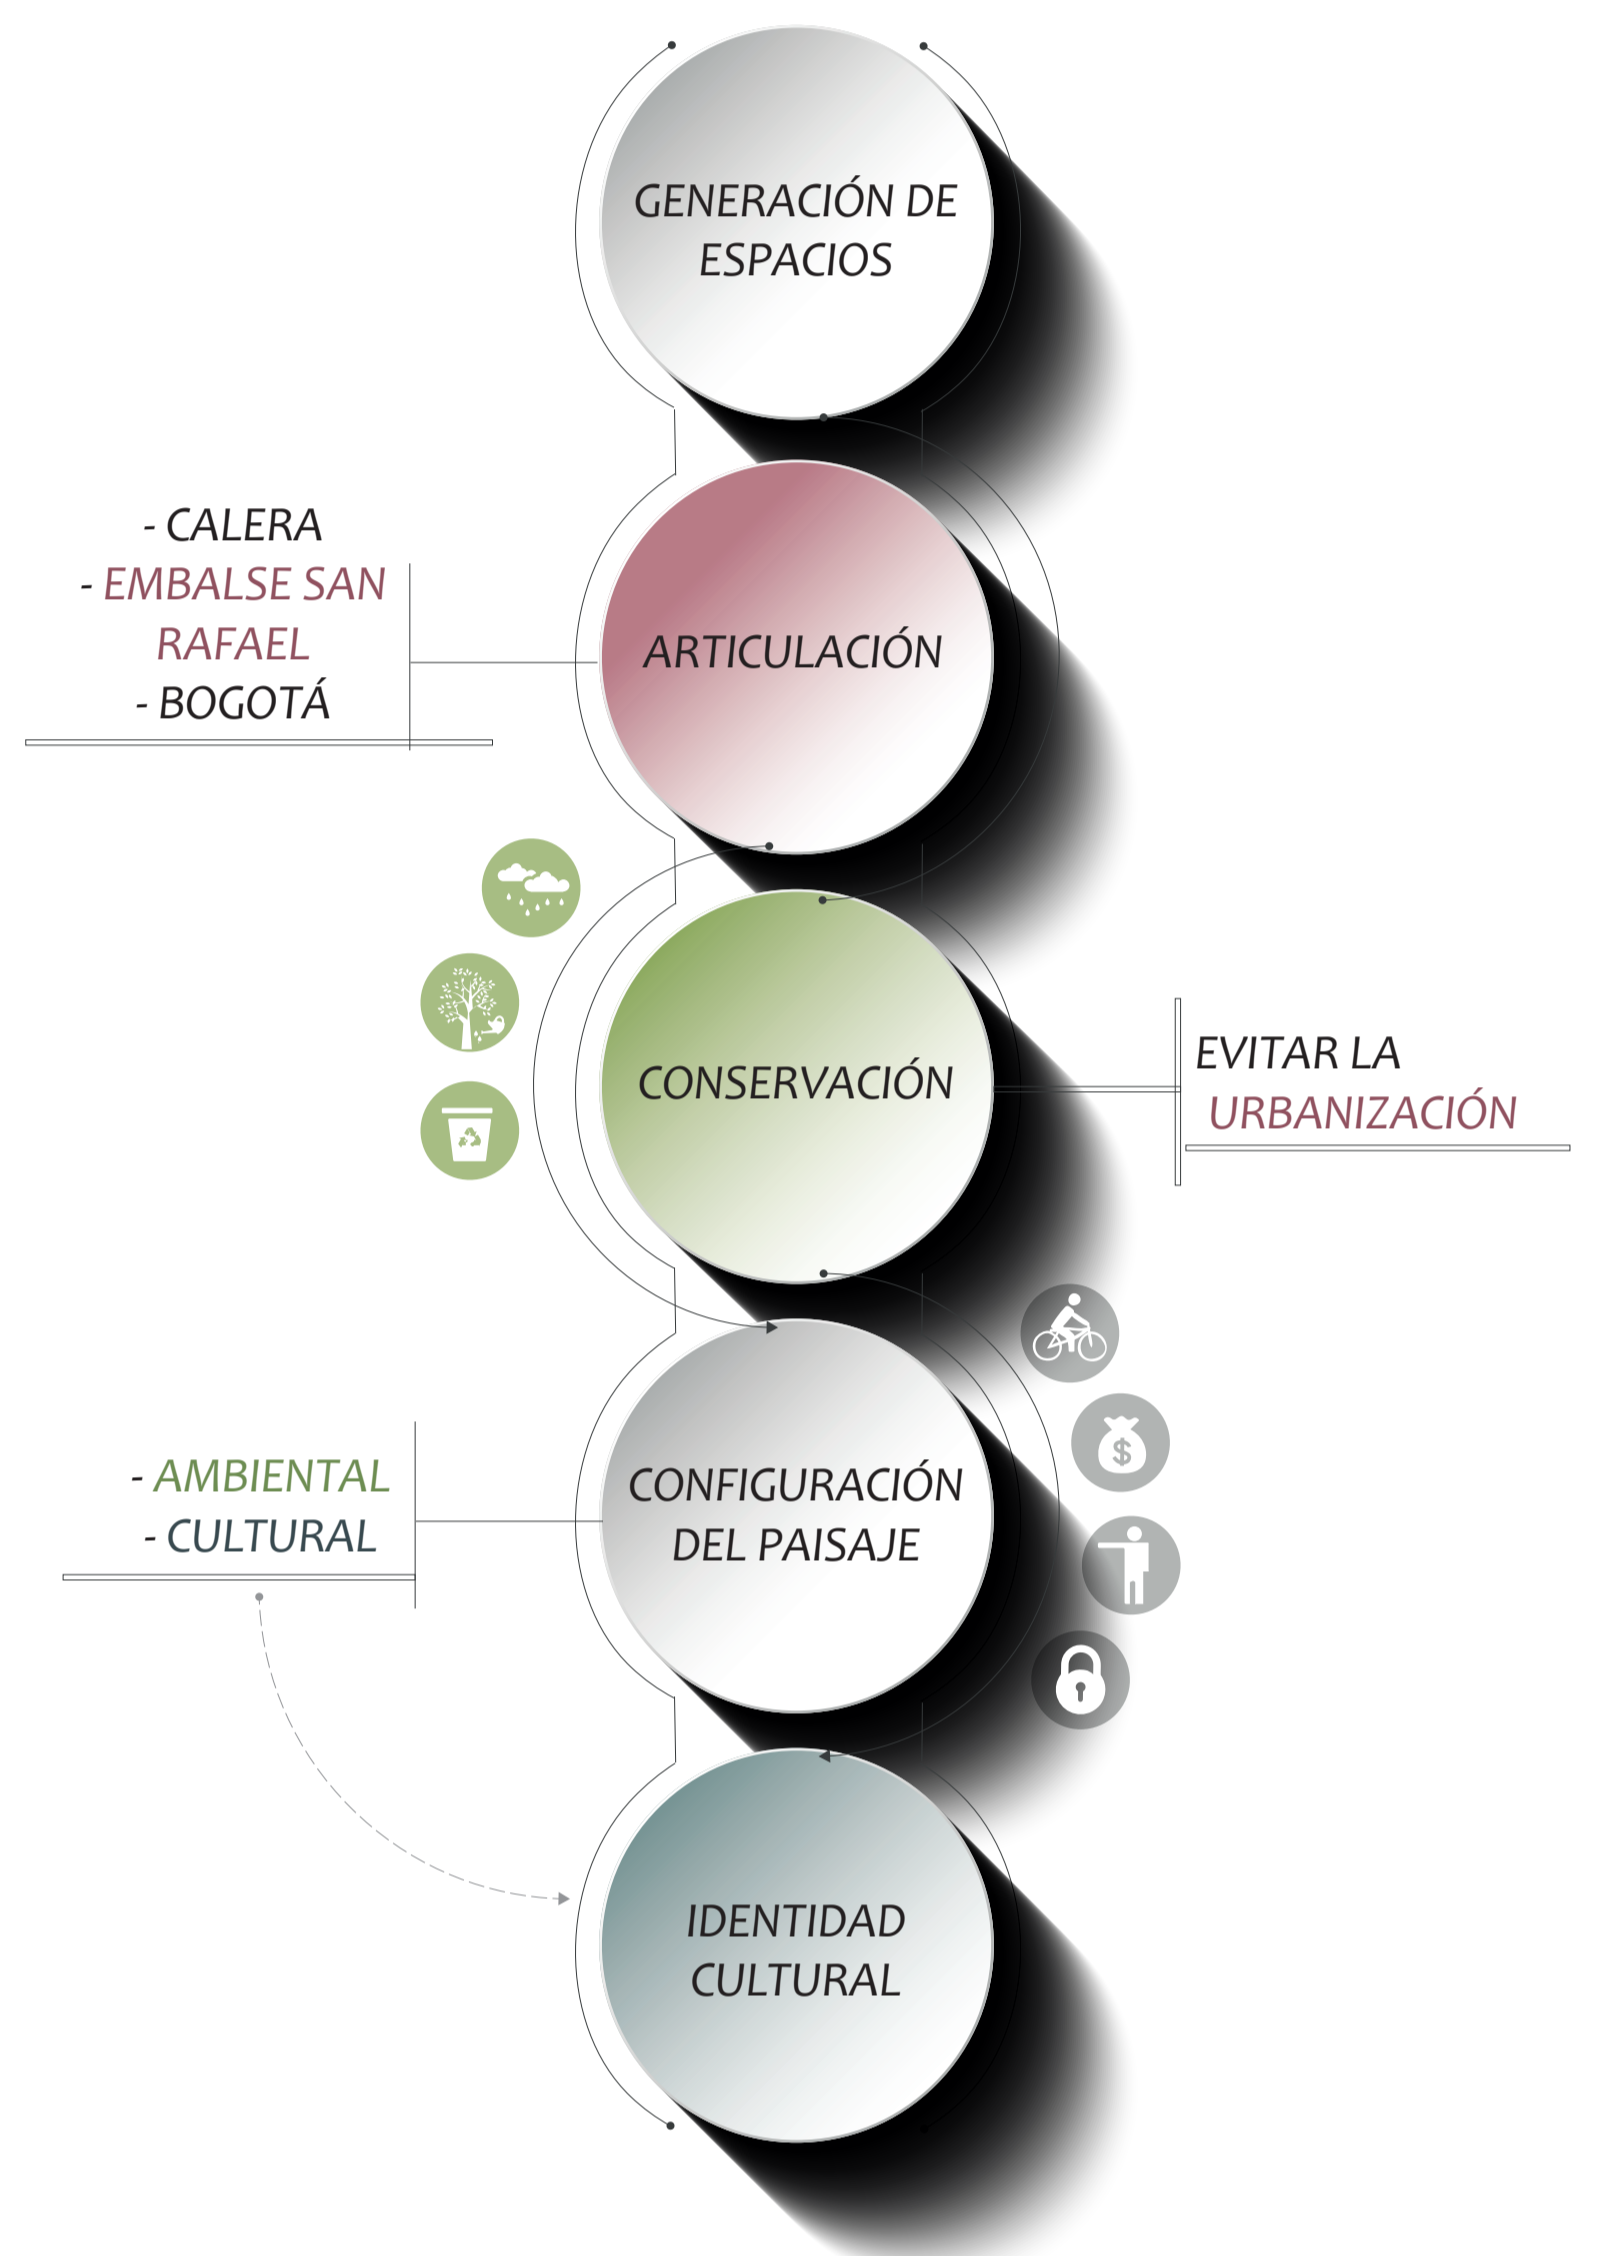 GENERACIÓN DE
ESPACIOS
- CALERA
- EMBALSE SAN
RAFAEL
- BOGOTÁ
ARTICULACIÓN
CONSERVACIÓN
EVITAR LA
URBANIZACIÓN
$
- AMBIENTAL
- CULTURAL
CONFIGURACIÓN
DEL PAISAJE
IDENTIDAD
CULTURAL